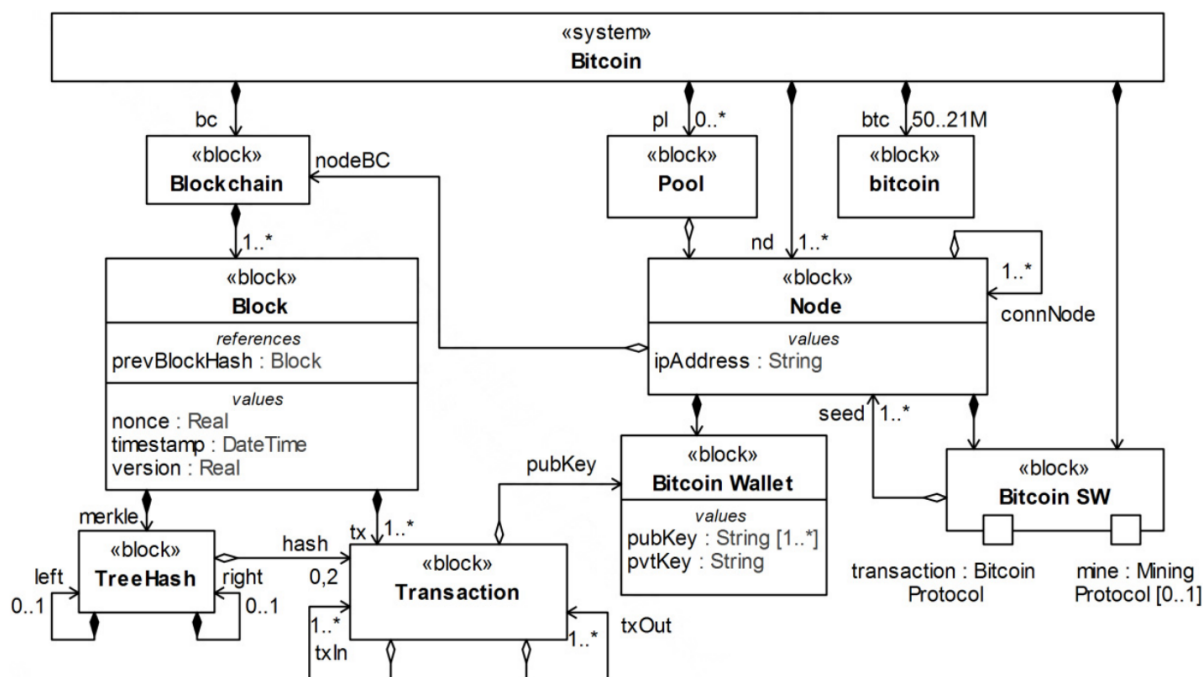 «system»
Bitcoin
bc
pl
0..*
btc
50..21M
«block»
Blockchain
nodeBC
«block»
Pool
«block»
bitcoin
1..*
nd
1..*
«block»
Block
references
prevBlockHash : Block
values
nonce : Real
timestamp : DateTime
version : Real
«block»
Node
values
ipAddress : String
1..*
connNode
seed
1..*
pubKey
«block»
Bitcoin Wallet
values
pubKey : String [1..*]
pvtKey : String
«block»
Bitcoin SW
transaction : Bitcoin
Protocol
mine : Mining
Protocol [0..1]
merkle
tx
1..*
«block»
TreeHash
left
0..1
right
0..1
hash
0,2
«block»
Transaction
1..*
txIn
1..*
txOut